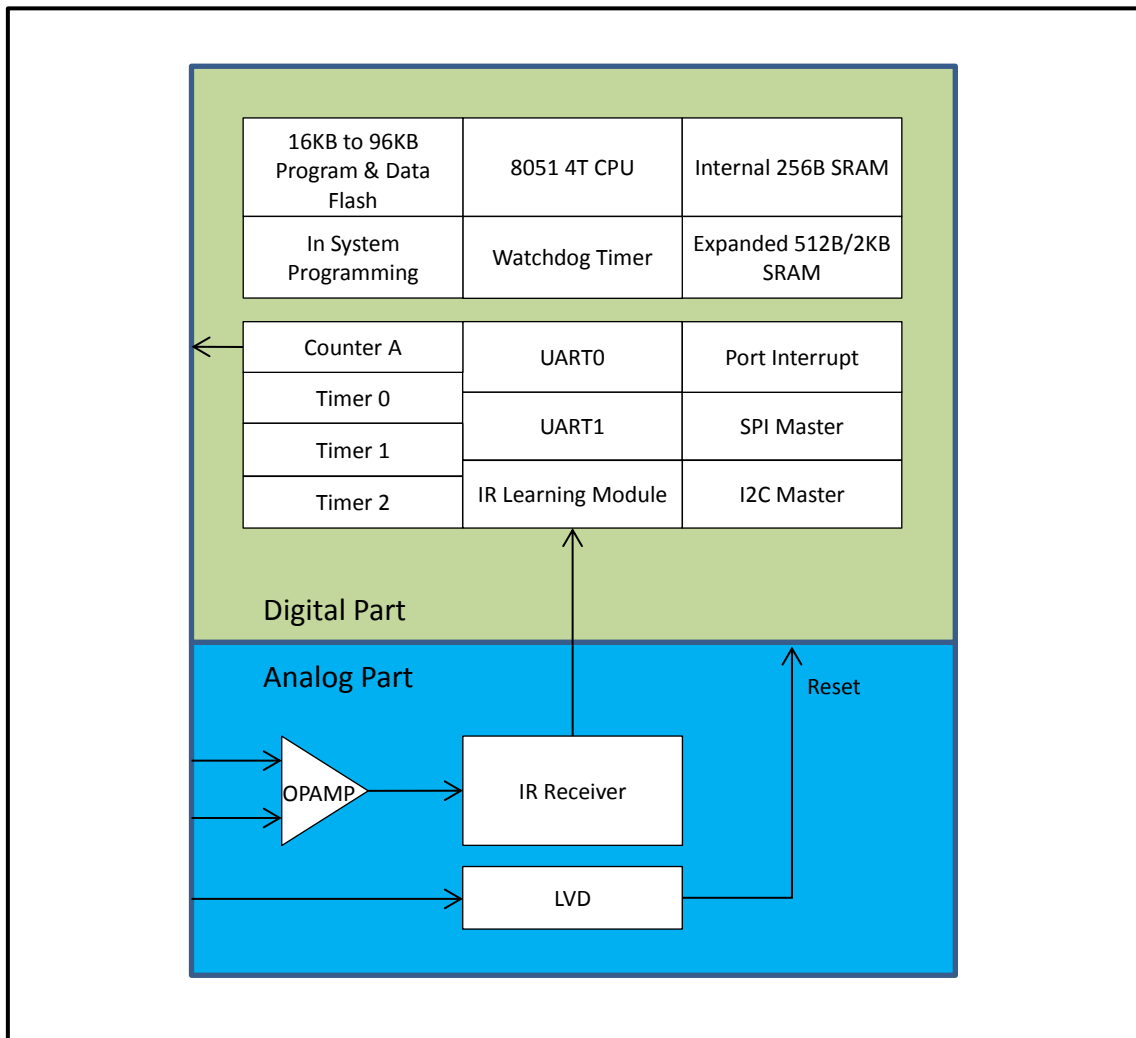 16KB to 96KB
Program & Data
Flash
8051 4T CPU
Internal 256B SRAM
In System
Programming
Watchdog Timer
Expanded 512B/2KB
SRAM
Counter A
Timer 0
Timer 1
Timer 2
UART0
UART1
IR Learning Module
Port Interrupt
SPI Master
I2C Master
Digital Part
Analog Part
Reset
OPAMP
IR Receiver
LVD